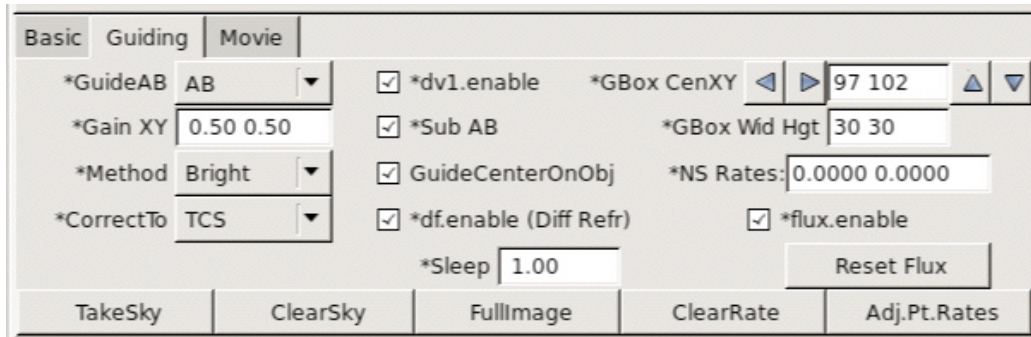 Basic Guiding Movie
*GuideAB AB *dv1.enable *GBox CenXY 97 102
*Gain XY 0.50 0.50 *Sub AB *GBox Wid Hgt 30 30
*Method Bright GuideCenterOnObj *NS Rates: 0.0000 0.0000
*CorrectTo TCS *df.enable (Diff Refr) *flux.enable
*Sleep 1.00 Reset Flux
TakeSky ClearSky FullImage ClearRate Adj.Pt.Rates